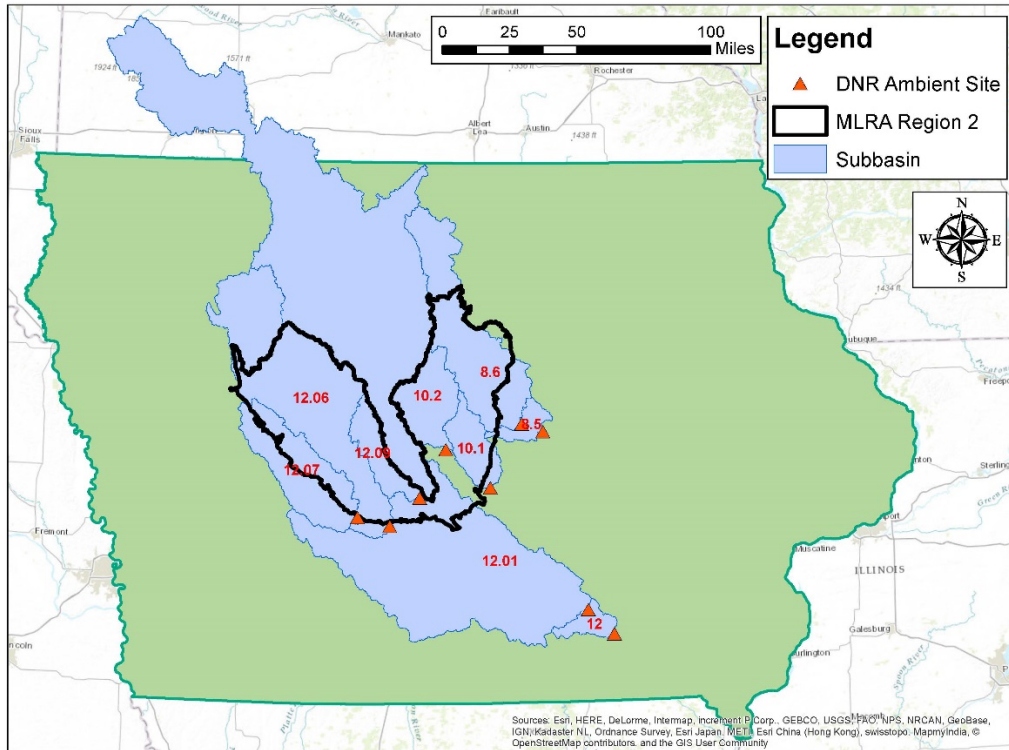 Faribault
Mankato
1924 ft
1571 ft
Rochester
Albert
Lea
Austin
1438 ft
Sioux
Falls
0 25 50 100
Miles
Legend
DNR Ambient Site
MLRA Region 2
Subbasin
N
W E
S
1434 ft
Freepo
8.6
10.2
12.06
8.5
10.1
12.09
12.07
Sterling
Fremont
Muscatine
ILLINOIS
12.01
12
Galesburg
urlington
Sources: Esri, HERE, DeLorme, Intermap, increment P Corp., GEBCO, USGS, FAO, NPS, NRCAN, GeoBase,
IGN, Kadaster NL, Ordnance Survey, Esri Japan, METI, Esri China (Hong Kong), swisstopo, MapmyIndia, ©
OpenStreetMap contributors, and the GIS User Community